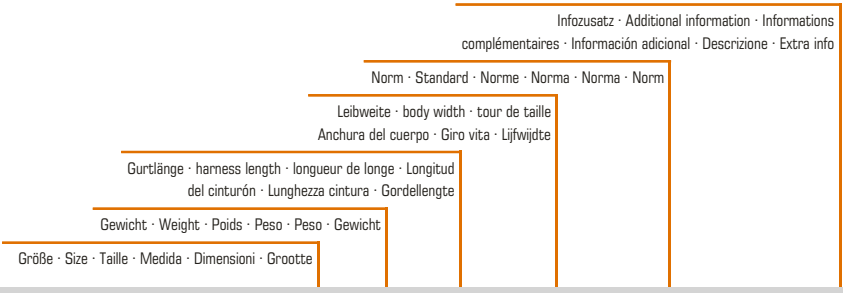 Infozusatz · Additional information · Informations
complémentaires · Información adicional · Descrizione · Extra info
Norm · Standard · Norme · Norma · Norma · Norm
Leibweite · body width · tour de taille
Anchura del cuerpo · Giro vita · Lijfwijdte
Gurtlänge · harness length · longueur de longe · Longitud
del cinturón · Lunghezza cintura · Gordellengte
Gewicht · Weight · Poids · Peso · Peso · Gewicht
Größe · Size · Taille · Medida · Dimensioni · Grootte